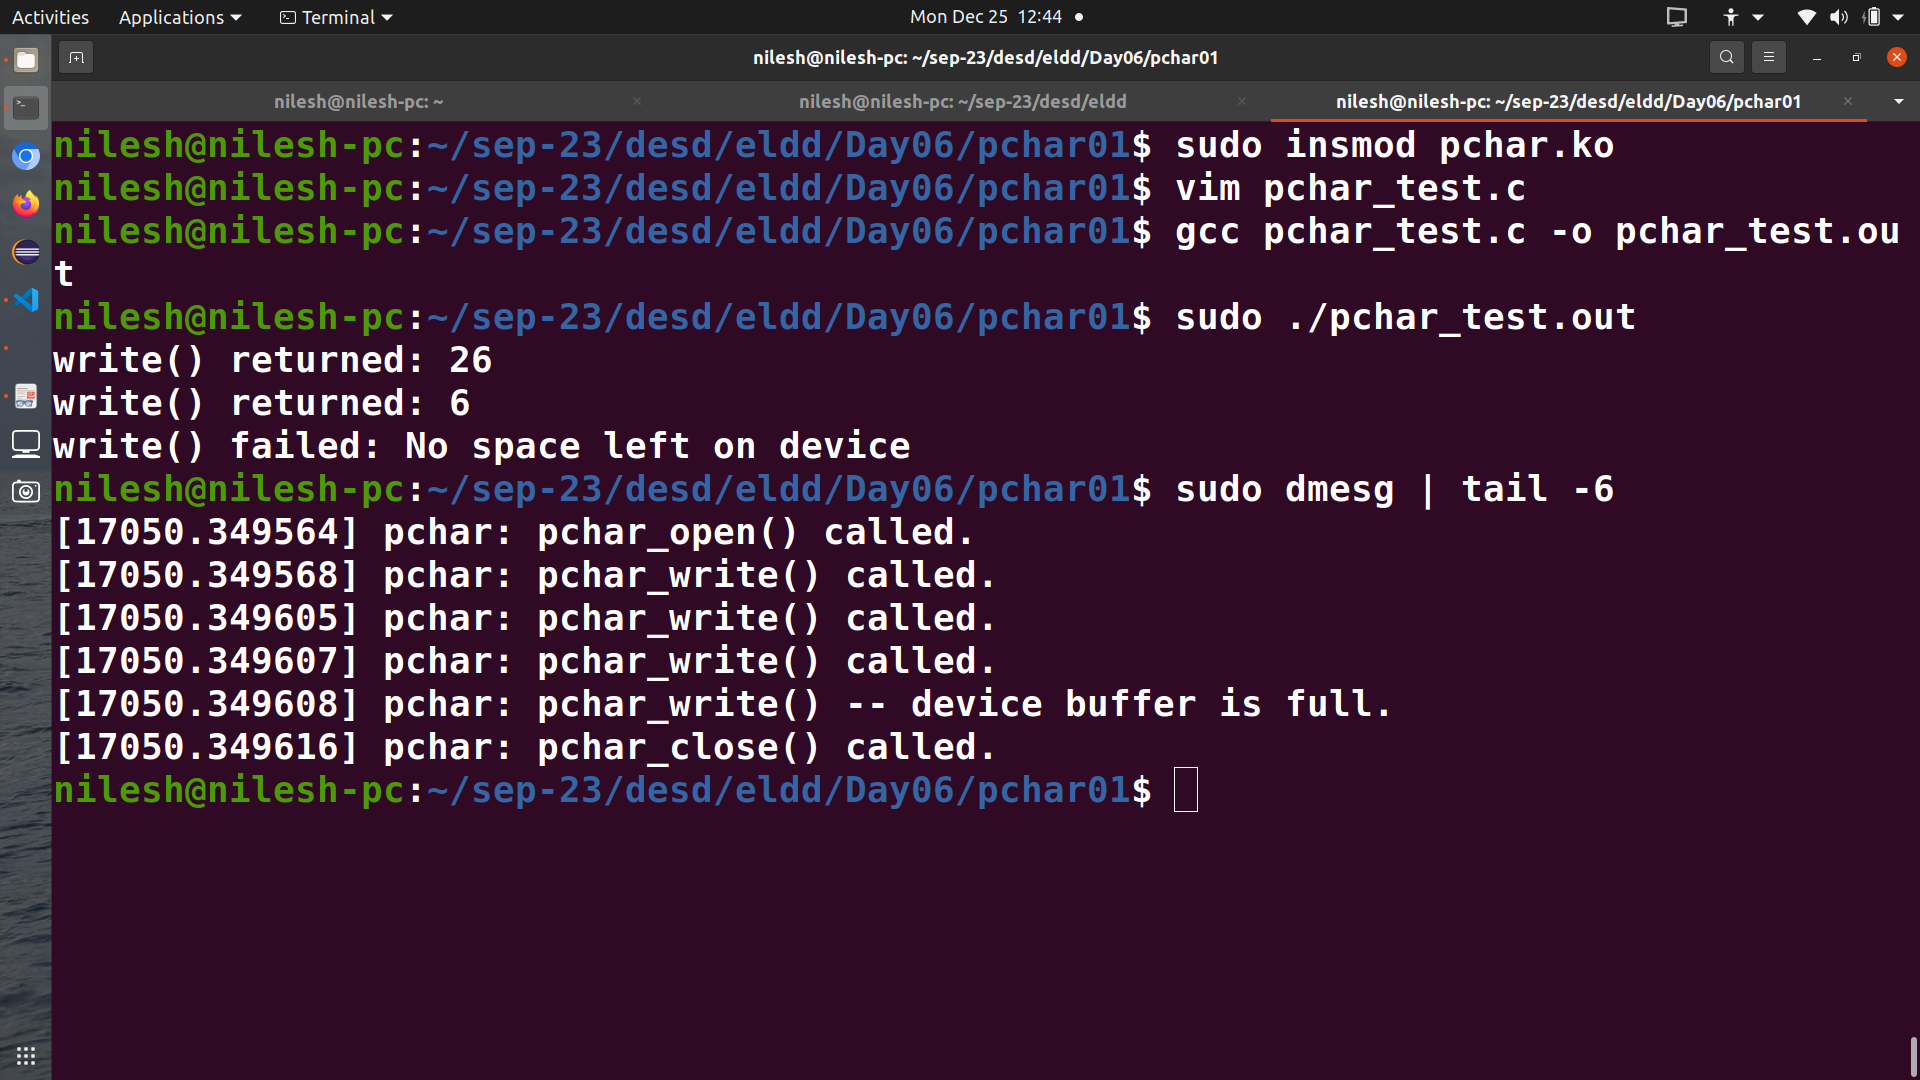 Activities Applications Terminal Mon Dec 25 12:44
nilesh@nilesh-pc: ~/sep-23/desd/eldd/Day06/pchar01
nilesh@nilesh-pc: ~ nilesh@nilesh-pc: ~/sep-23/desd/eldd nilesh@nilesh-pc: ~/sep-23/desd/eldd/Day06/pchar01
nilesh@nilesh-pc:~/sep-23/desd/eldd/Day06/pchar01$ sudo insmod pchar.ko
nilesh@nilesh-pc:~/sep-23/desd/eldd/Day06/pchar01$ vim pchar_test.c
nilesh@nilesh-pc:~/sep-23/desd/eldd/Day06/pchar01$ gcc pchar_test.c -o pchar_test.ou
t
nilesh@nilesh-pc:~/sep-23/desd/eldd/Day06/pchar01$ sudo ./pchar_test.out
write() returned: 26
write() returned: 6
write() failed: No space left on device
nilesh@nilesh-pc:~/sep-23/desd/eldd/Day06/pchar01$ sudo dmesg | tail -6
[17050.349564] pchar: pchar_open() called.
[17050.349568] pchar: pchar_write() called.
[17050.349605] pchar: pchar_write() called.
[17050.349607] pchar: pchar_write() called.
[17050.349608] pchar: pchar_write() -- device buffer is full.
[17050.349616] pchar: pchar_close() called.
nilesh@nilesh-pc:~/sep-23/desd/eldd/Day06/pchar01$